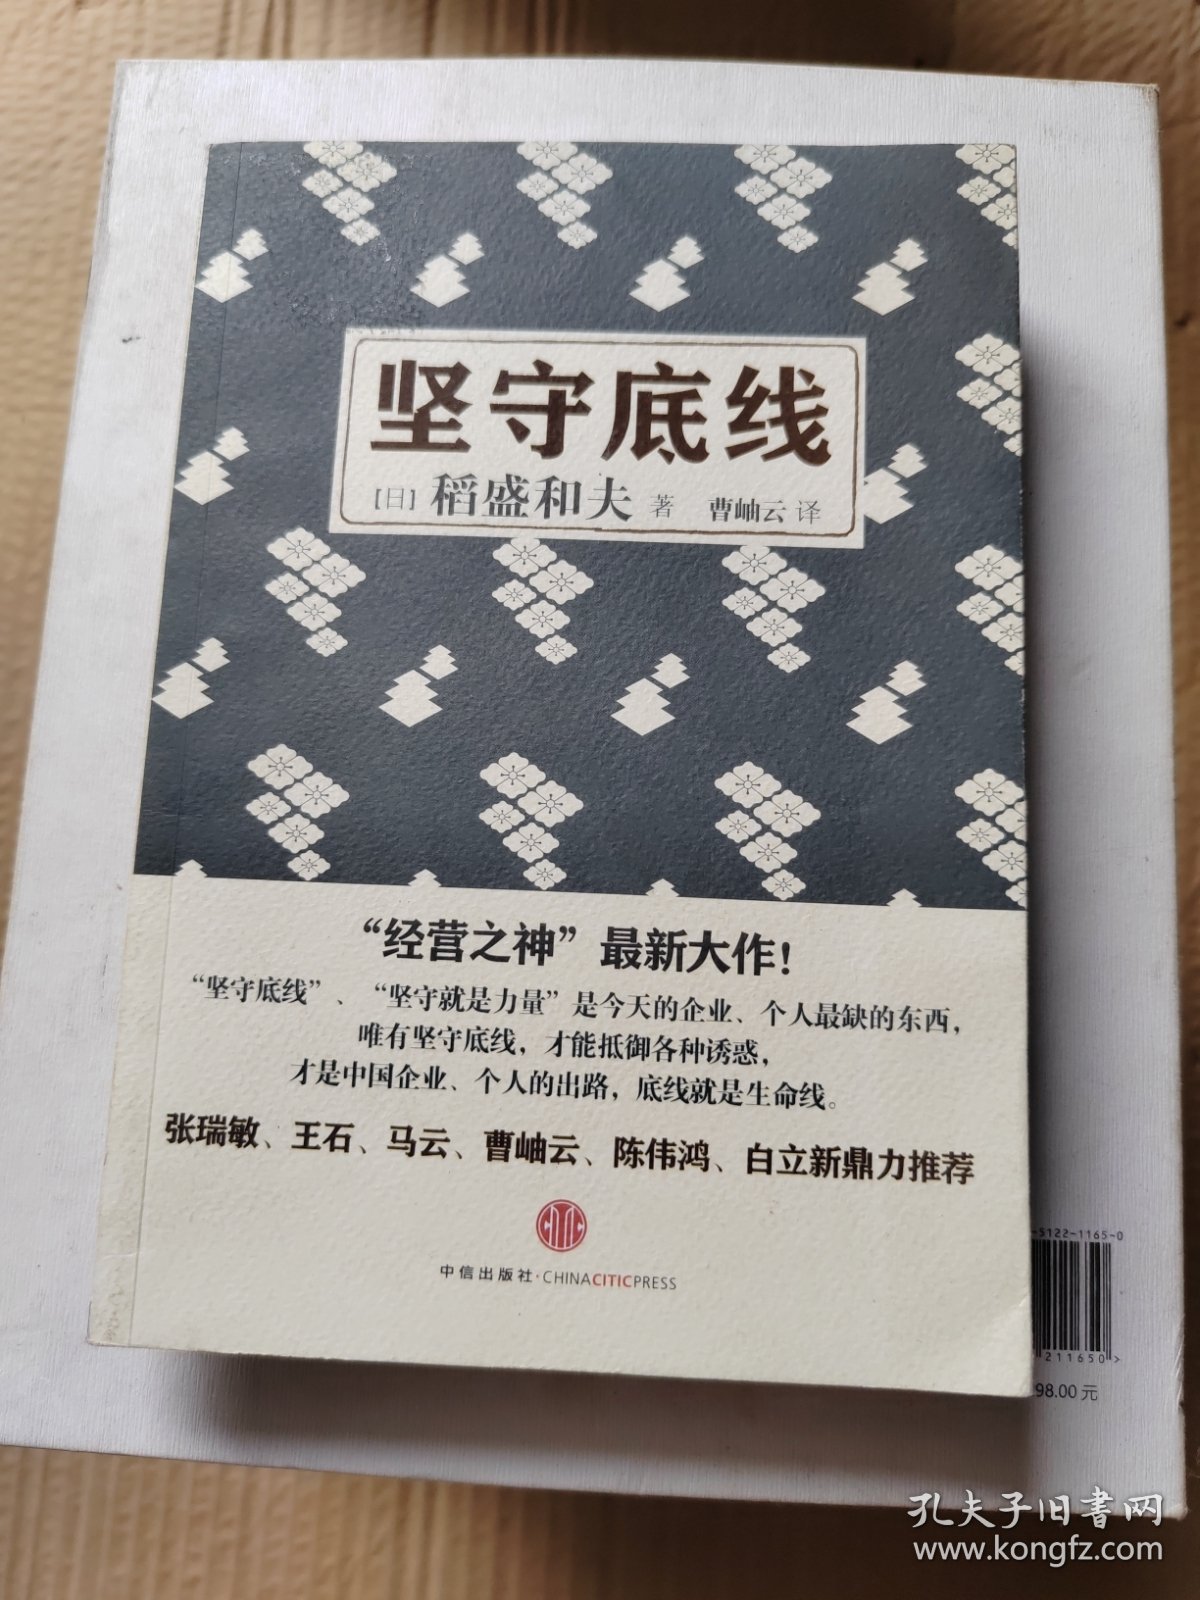 坚守底线
[日] 稻盛和夫 著 曹岫云 译
“经营之神”最新大作！
“坚守底线”、“坚守就是力量”是今天的企业、个人最缺的东西，
唯有坚守底线，才能抵御各种诱惑，
才是中国企业、个人的出路，底线就是生命线。
张瑞敏、王石、马云、曹岫云、陈伟鸿、白立新鼎力推荐
中信出版社·CHINACITICPRESS
-5122-1165-0
211650>
98.00元
孔夫子旧书网
www.kongfz.com